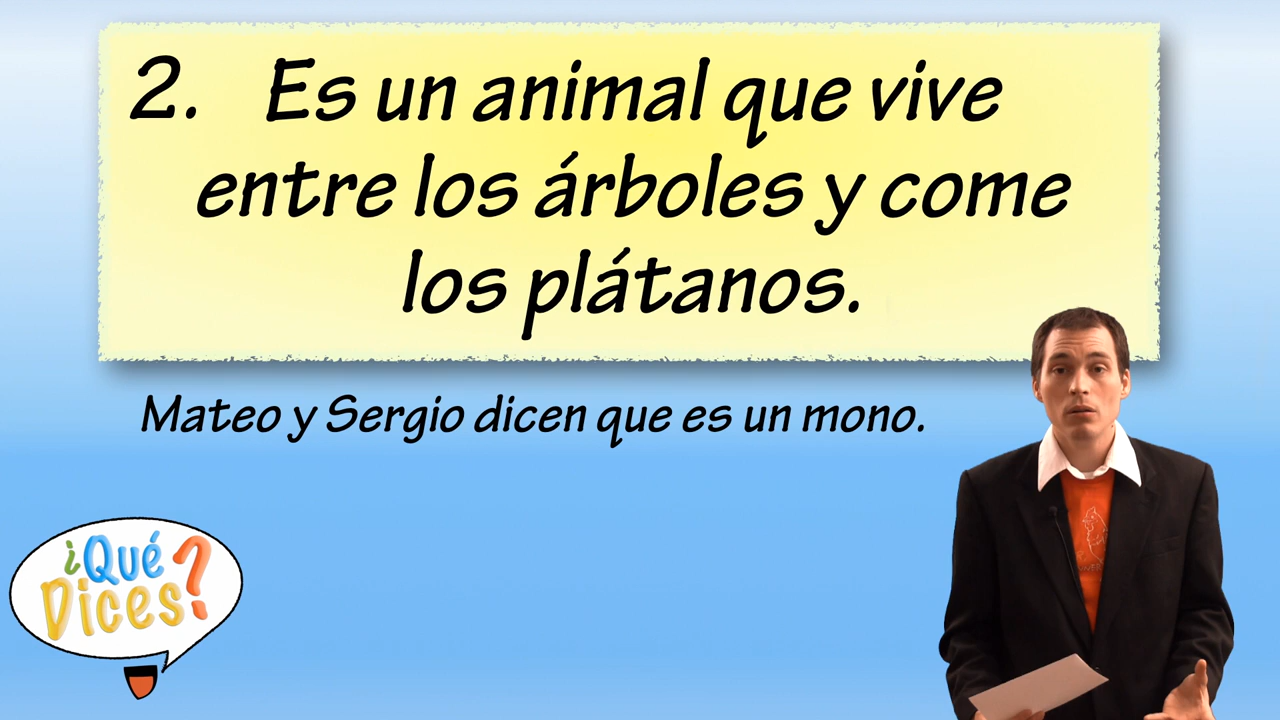 2. Es un animal que vive
entre los árboles y come
los plátanos.
Mateo y Sergio dicen que es un mono.
¿Qué
Dices?